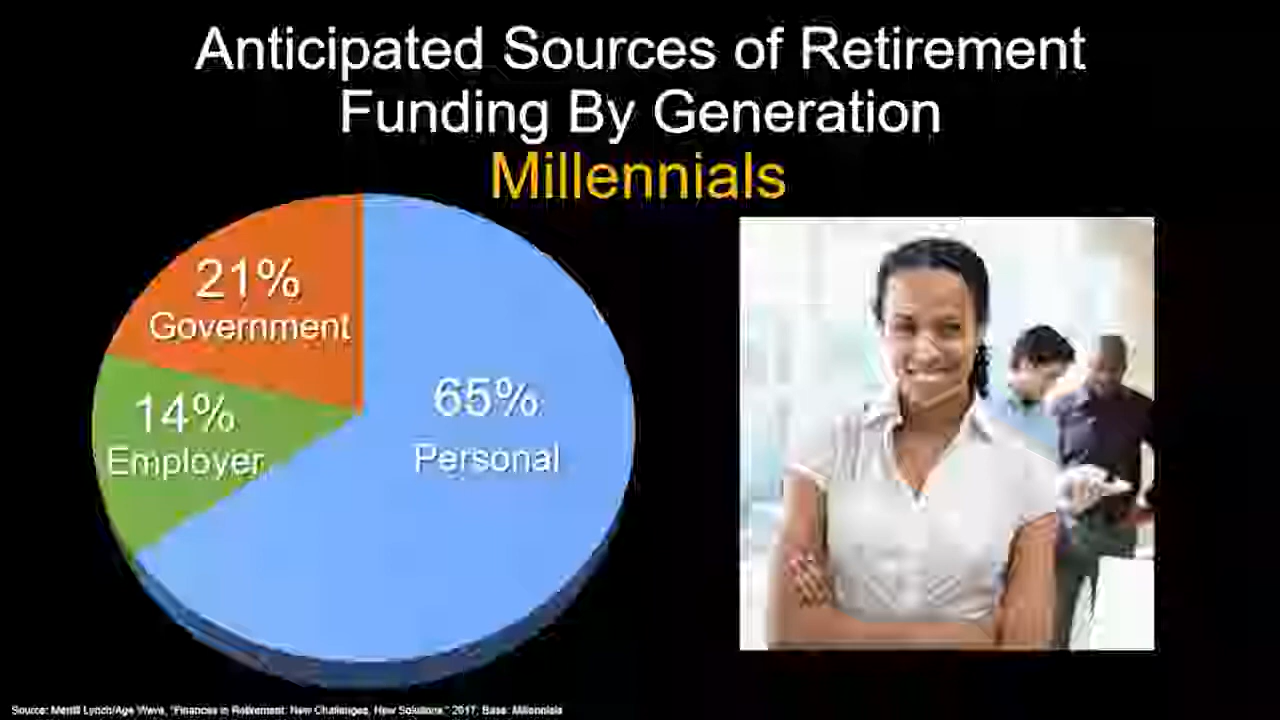 Anticipated Sources of Retirement
Funding By Generation
Millennials
21%
Government
14%
Employer
65%
Personal
Source: Merrill Lynch/Age Wave, "Finances in Retirement: New Challenges, New Solutions," 2017; Base: Millennials